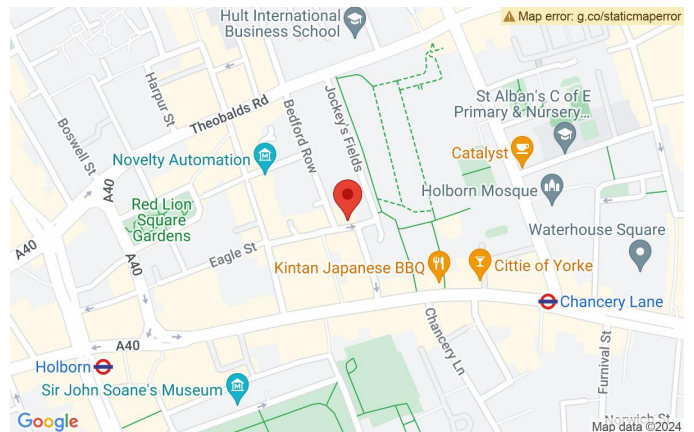 Hult International
Business School
Map error: g.co/staticmaperror
Theobalds Rd
Harpur St
Boswell St
A40
A40
Bedford Row
Jockey's Fields
St Alban's C of E
Primary & Nursery...
Catalyst
Novelty Automation
Holborn Mosque
Red Lion
Square
Gardens
Waterhouse Square
Eagle St
Kintan Japanese BBQ
Cittie of Yorke
Chancery Lane
A40
Chancery Ln
Furnival St
Holborn
Sir John Soane's Museum
Norwich St
Google
Map data ©2024